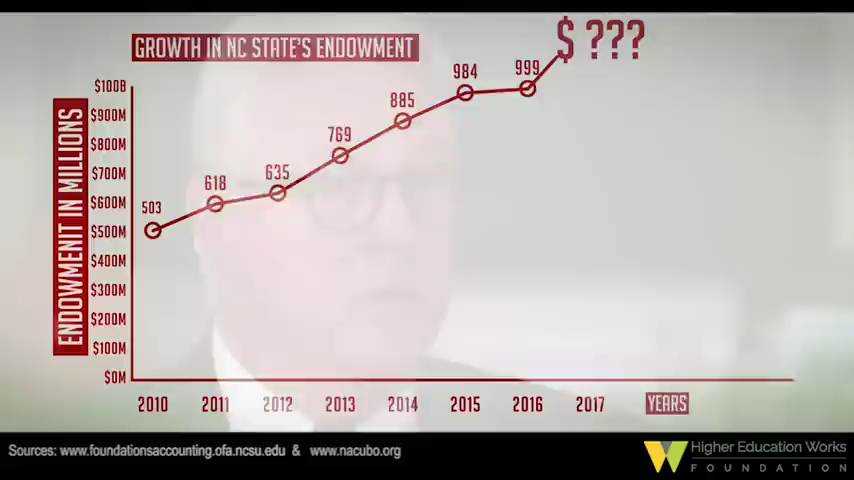 GROWTH IN NC STATE'S ENDOWMENT
$ ???
ENDOWMENIT IN MILLIONS
$100B
$900M
$800M
$700M
$600M
$500M
$400M
$300M
$200M
$100M
$0M
503
618
635
769
885
984
999
2010
2011
2012
2013
2014
2015
2016
2017
YEARS
Sources: www.foundationsaccounting.ofa.ncsu.edu & www.nacubo.org
Higher Education Works
FOUNDATION